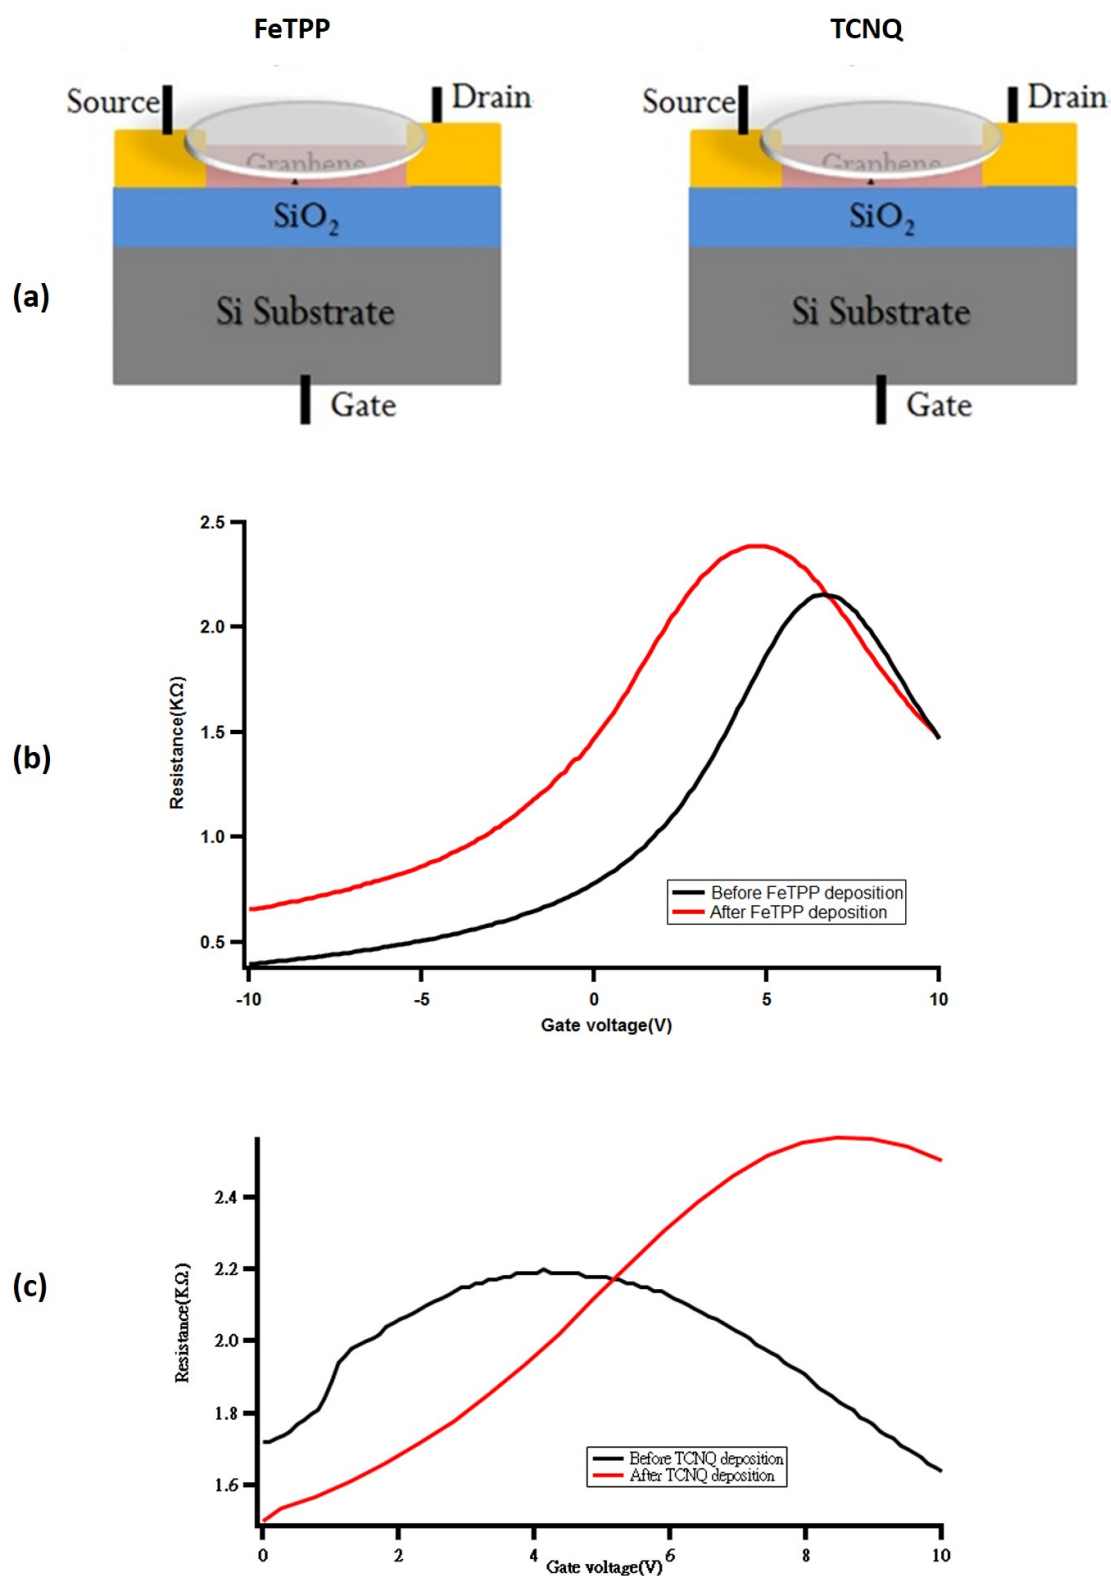 FeTPP
TCNQ
Source
Drain
Graphene
SiO₂
Si Substrate
Gate
Source
Drain
Graphene
SiO₂
Si Substrate
Gate
(a)
2.5
2.0
1.5
1.0
0.5
Resistance(KΩ)
Before FeTPP deposition
After FeTPP deposition
-10
-5
0
5
10
Gate voltage(V)
(b)
2.4
2.2
2.0
1.8
1.6
Resistance(KΩ)
Before TCNQ deposition
After TCNQ deposition
0
2
4
6
8
10
Gate voltage(V)
(c)